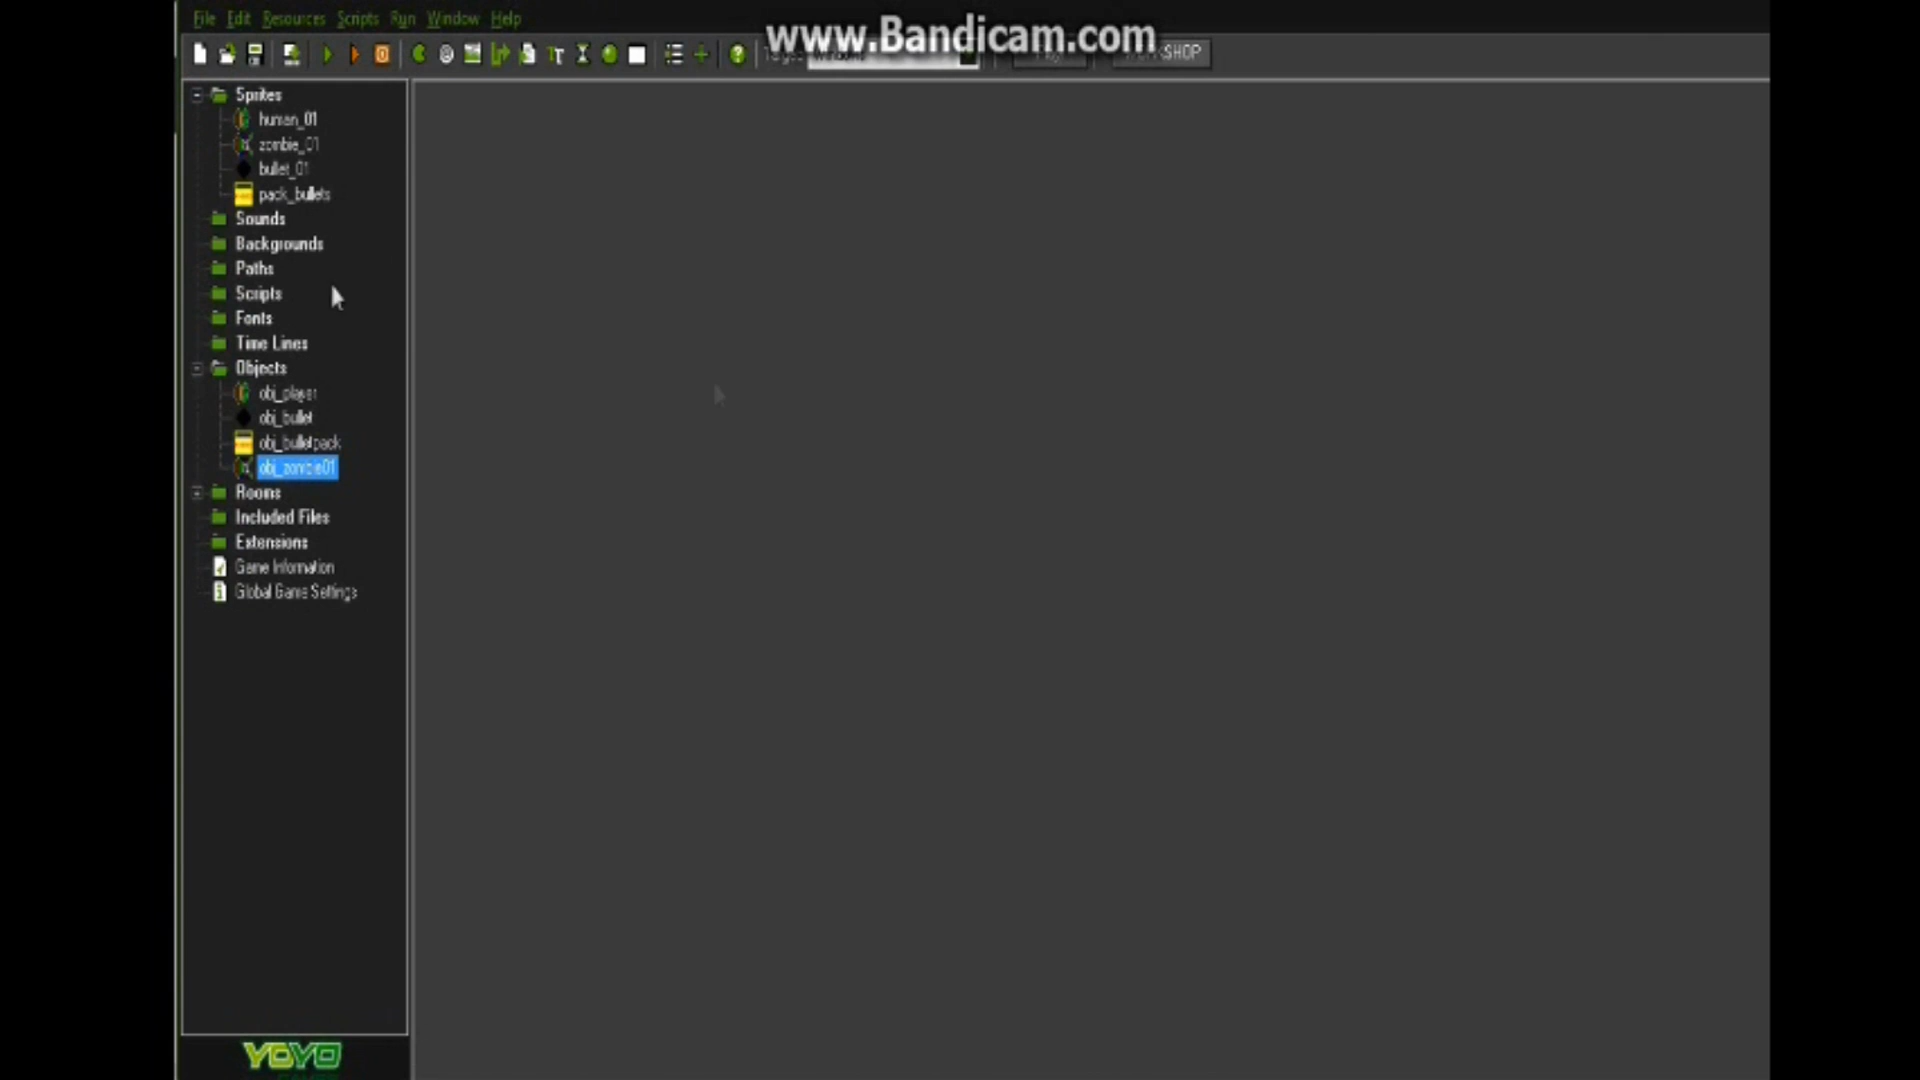 File Edit Resources Scripts Run Window Help
www.Bandicam.com
SHOP
Sprites
human_01
zombie_01
bullet_01
pack_bullets
Sounds
Backgrounds
Paths
Scripts
Fonts
Time Lines
Objects
obj_player
obj_bullet
obj_bulletpack
obj_zombie01
Rooms
Included Files
Extensions
Game Information
Global Game Settings
YOYO